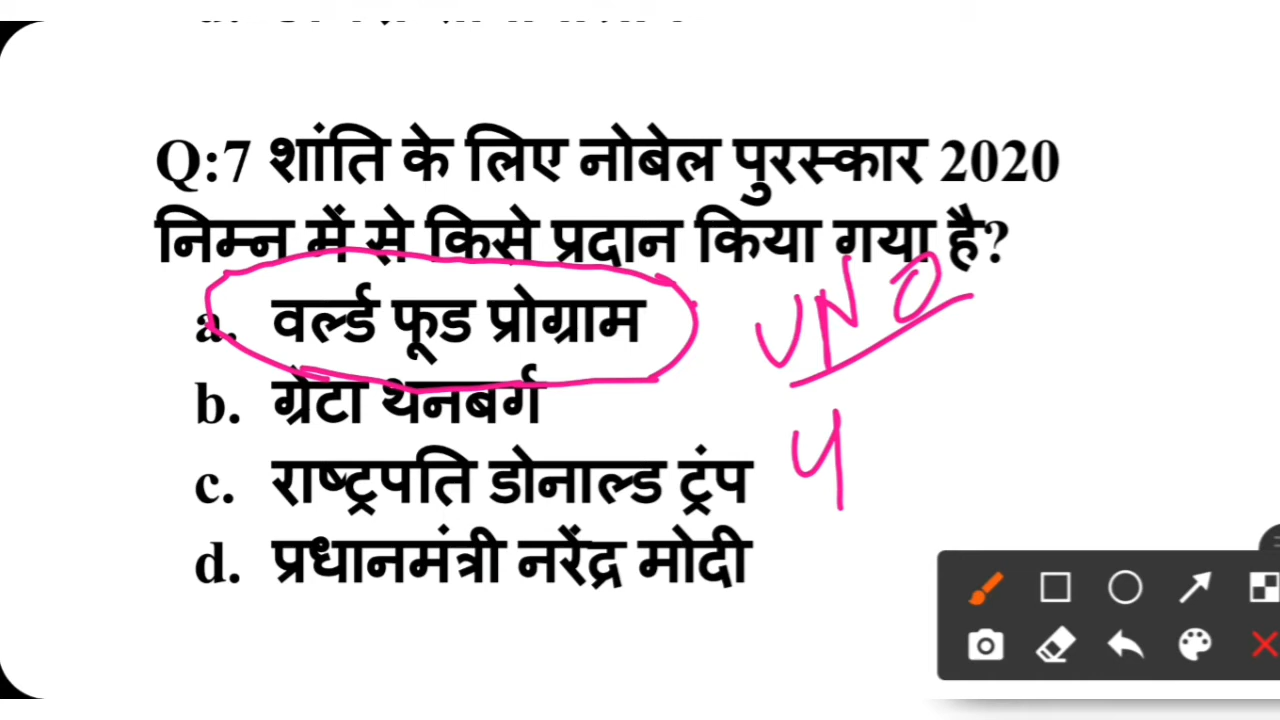 Q:7 शांति के लिए नोबेल पुरस्कार 2020
निम्न में से किसे प्रदान किया गया है?
a. वर्ल्ड फूड प्रोग्राम
UNO
b. ग्रेटा थनबर्ग
c. राष्ट्रपति डोनाल्ड ट्रंप
d. प्रधानमंत्री नरेंद्र मोदी